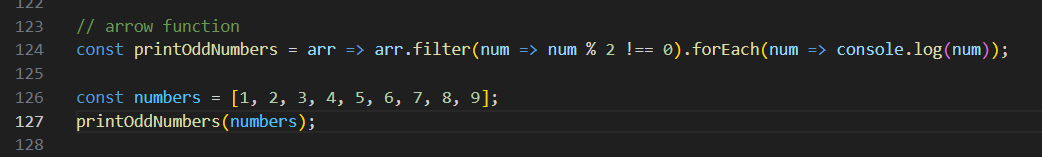 122
123 // arrow function
124 const printOddNumbers = arr => arr.filter(num => num % 2 !== 0).forEach(num => console.log(num));
125
126 const numbers = [1, 2, 3, 4, 5, 6, 7, 8, 9];
127 printOddNumbers(numbers);
128